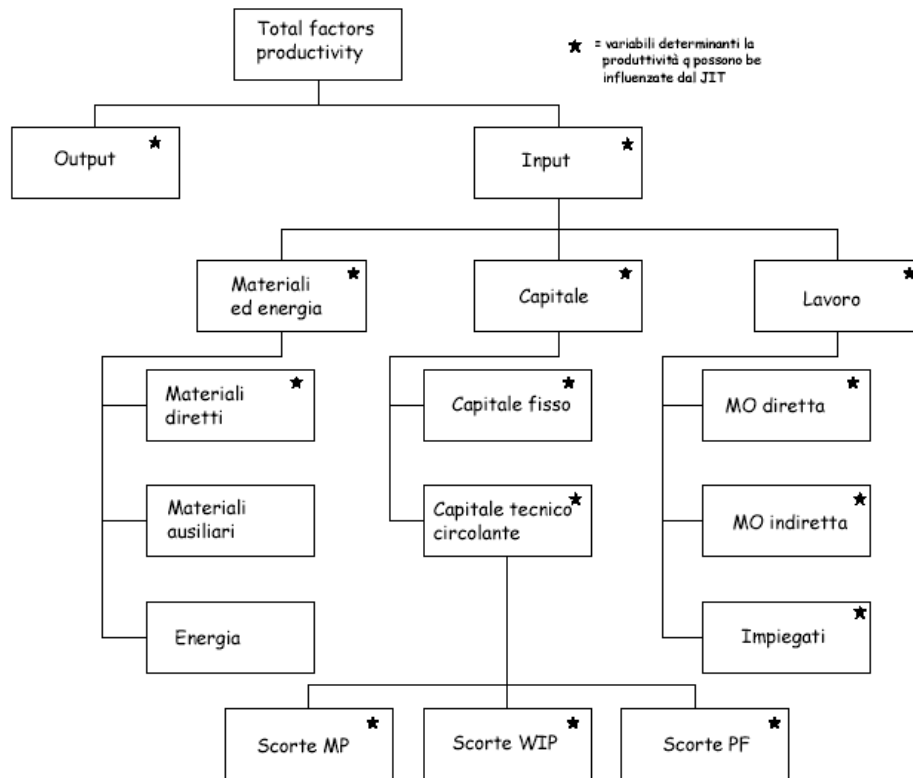 Total factors
productivity
★ = variabili determinanti la
produttività q possono be
influenzate dal JIT
Output
Input
Materiali
ed energia
Capitale
Lavoro
Materiali
diretti
Capitale fisso
MO diretta
Materiali
ausiliari
Capitale tecnico
circolante
MO indiretta
Energia
Impiegati
Scorte MP
Scorte WIP
Scorte PF